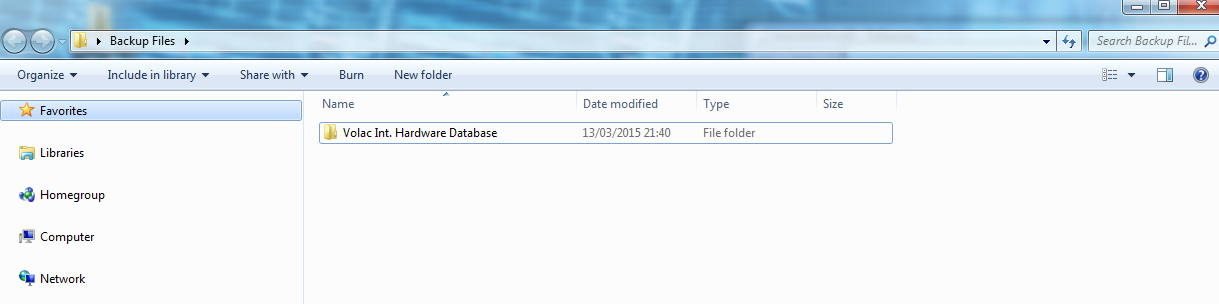 Backup Files
Search Backup Fil...
Organize Include in library Share with Burn New folder
Name Date modified Type Size
Favorites
Volac Int. Hardware Database 13/03/2015 21:40 File folder
Libraries
Homegroup
Computer
Network